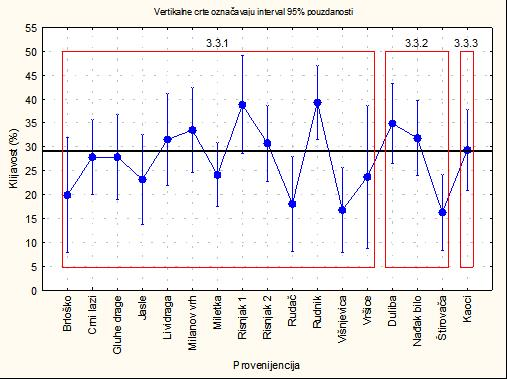 Vertikalne crte označavaju interval 95% pouzdanosti
55
50
45
40
35
30
25
20
15
10
5
0
Klijavost (%)
3.3.1
3.3.2
3.3.3
Brloško
Crni lazi
Gluhe drage
Jasle
Lividraga
Milanov vrh
Miletka
Risnjak 1
Risnjak 2
Rudač
Rudnik
Višnjevica
Vršice
Duliba
Nadžak bilo
Štirovača
Kaoci
Provenijencija